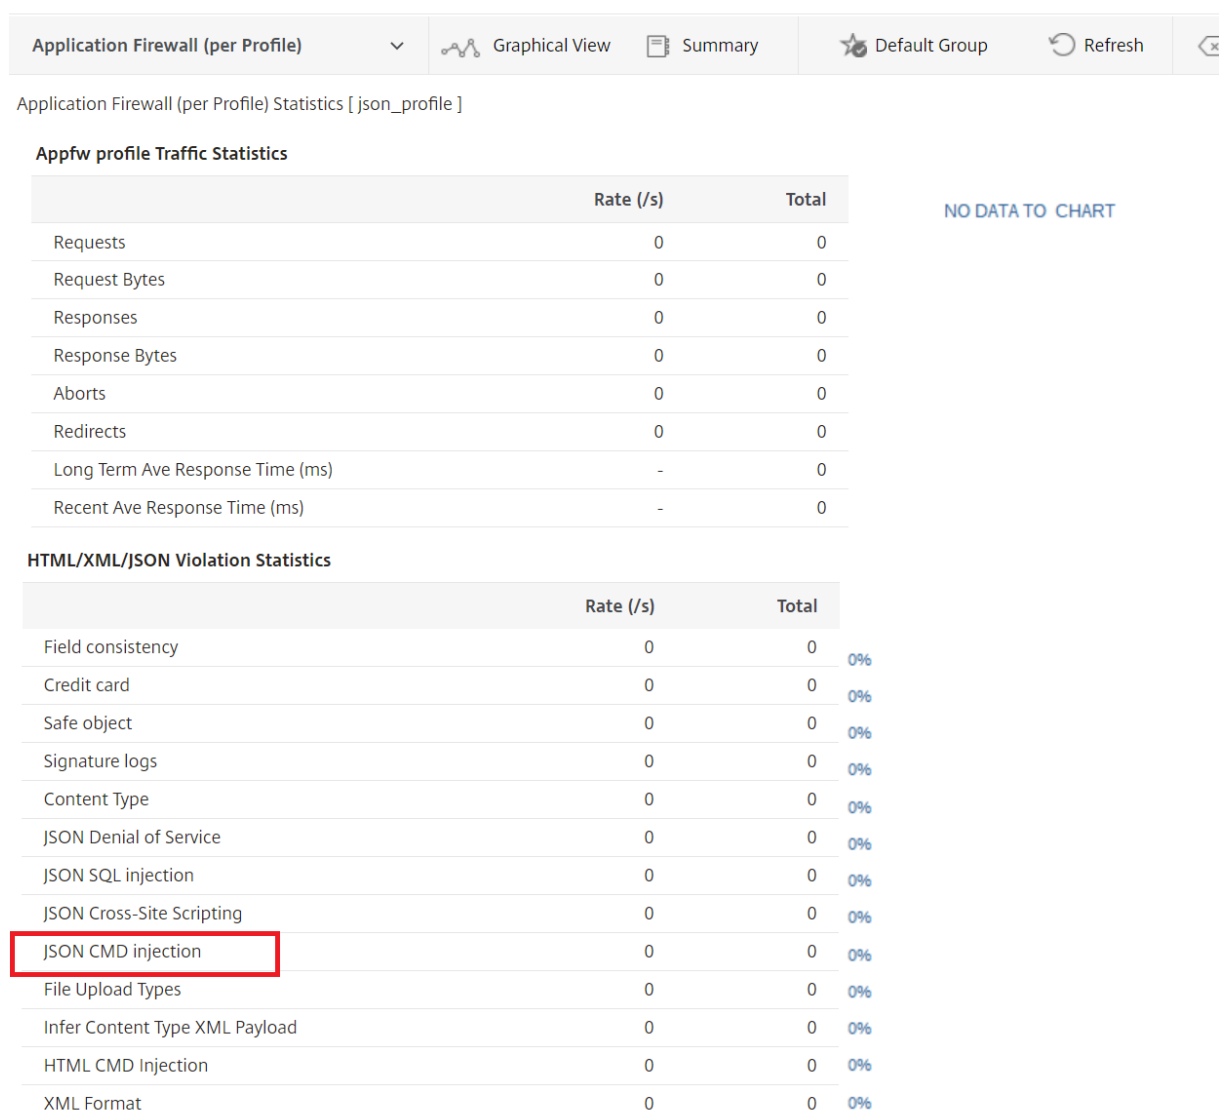 Application Firewall (per Profile) Graphical View Summary Default Group Refresh
Application Firewall (per Profile) Statistics [ json_profile ]
Appfw profile Traffic Statistics
Rate (/s) Total
NO DATA TO CHART
Requests 0 0
Request Bytes 0 0
Responses 0 0
Response Bytes 0 0
Aborts 0 0
Redirects 0 0
Long Term Ave Response Time (ms) - 0
Recent Ave Response Time (ms) - 0
HTML/XML/JSON Violation Statistics
Rate (/s) Total
Field consistency 0 0 0%
Credit card 0 0 0%
Safe object 0 0 0%
Signature logs 0 0 0%
Content Type 0 0 0%
JSON Denial of Service 0 0 0%
JSON SQL injection 0 0 0%
JSON Cross-Site Scripting 0 0 0%
JSON CMD injection 0 0 0%
File Upload Types 0 0 0%
Infer Content Type XML Payload 0 0 0%
HTML CMD Injection 0 0 0%
XML Format 0 0 0%